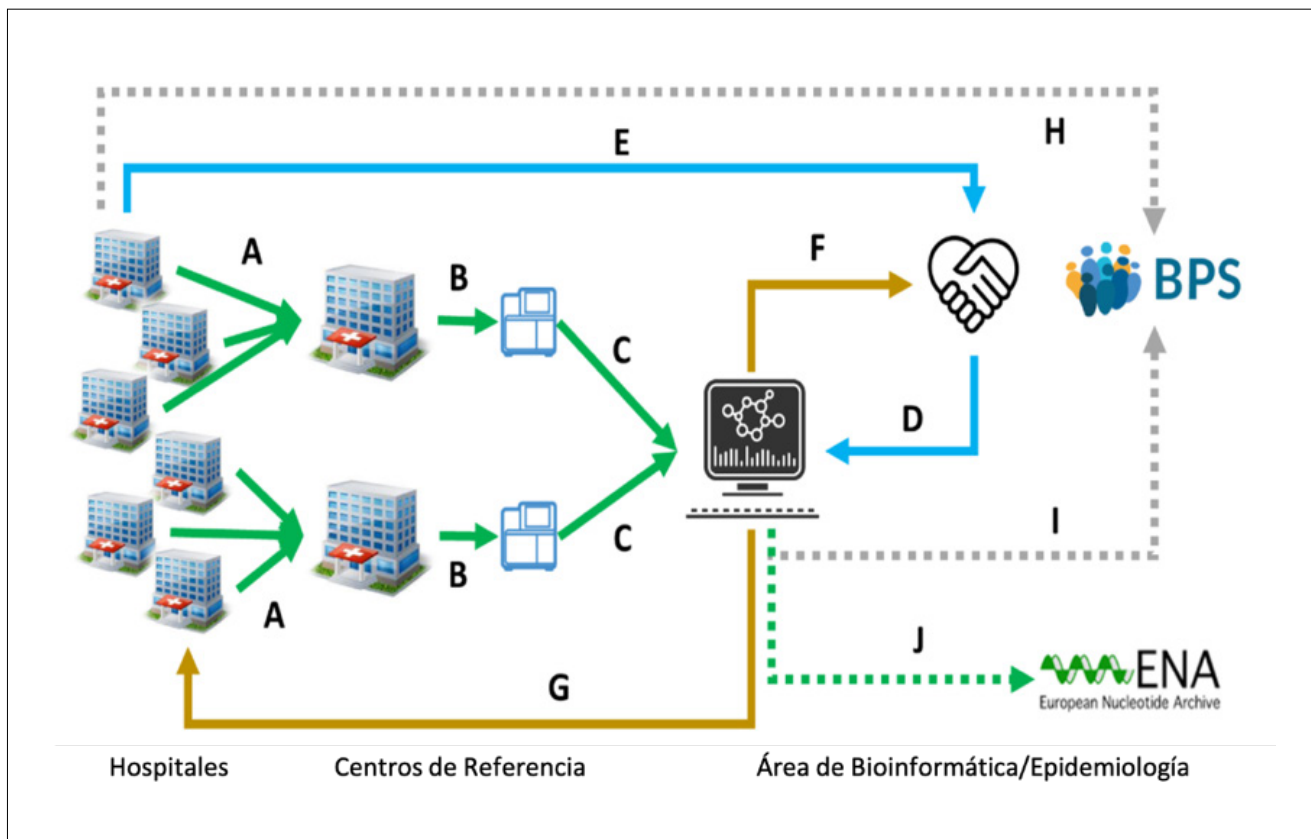 H
E
A
F
B
BPS
C
D
C
B
I
A
J
ENA
European Nucleotide Archive
G
Hospitales
Centros de Referencia
Área de Bioinformática/Epidemiología